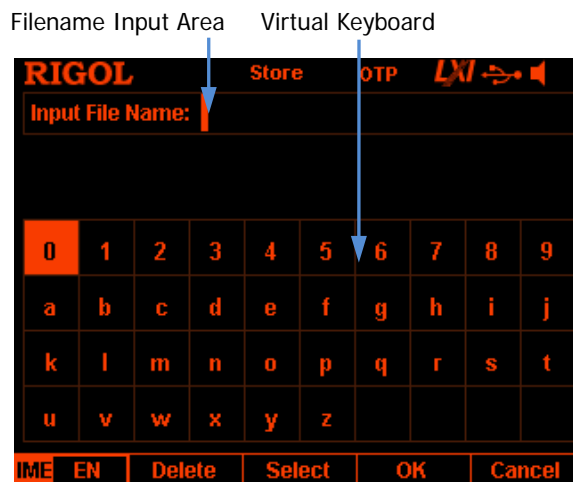 Filename Input Area Virtual Keyboard
RIGOL Store OTP LXI
Input File Name:
0 1 2 3 4 5 6 7 8 9
a b c d e f g h i j
k l m n o p q r s t
u v w x y z
IME EN Delete Select OK Cancel